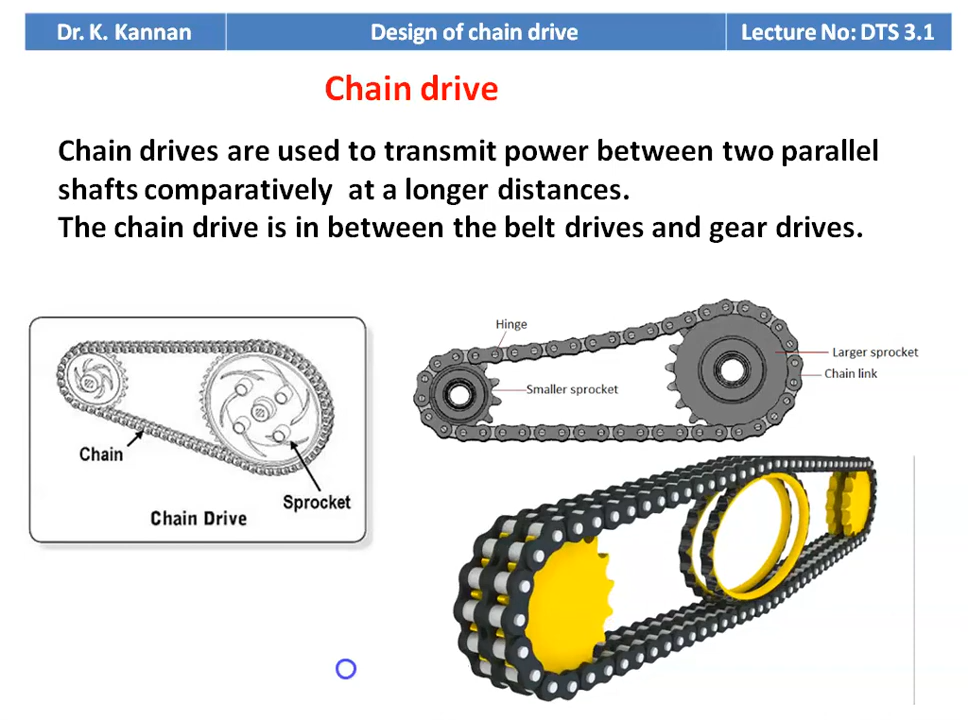 Dr. K. Kannan
Design of chain drive
Lecture No: DTS 3.1
Chain drive
Chain drives are used to transmit power between two parallel
shafts comparatively at a longer distances.
The chain drive is in between the belt drives and gear drives.
Chain
Sprocket
Chain Drive
Hinge
Larger sprocket
Chain link
Smaller sprocket